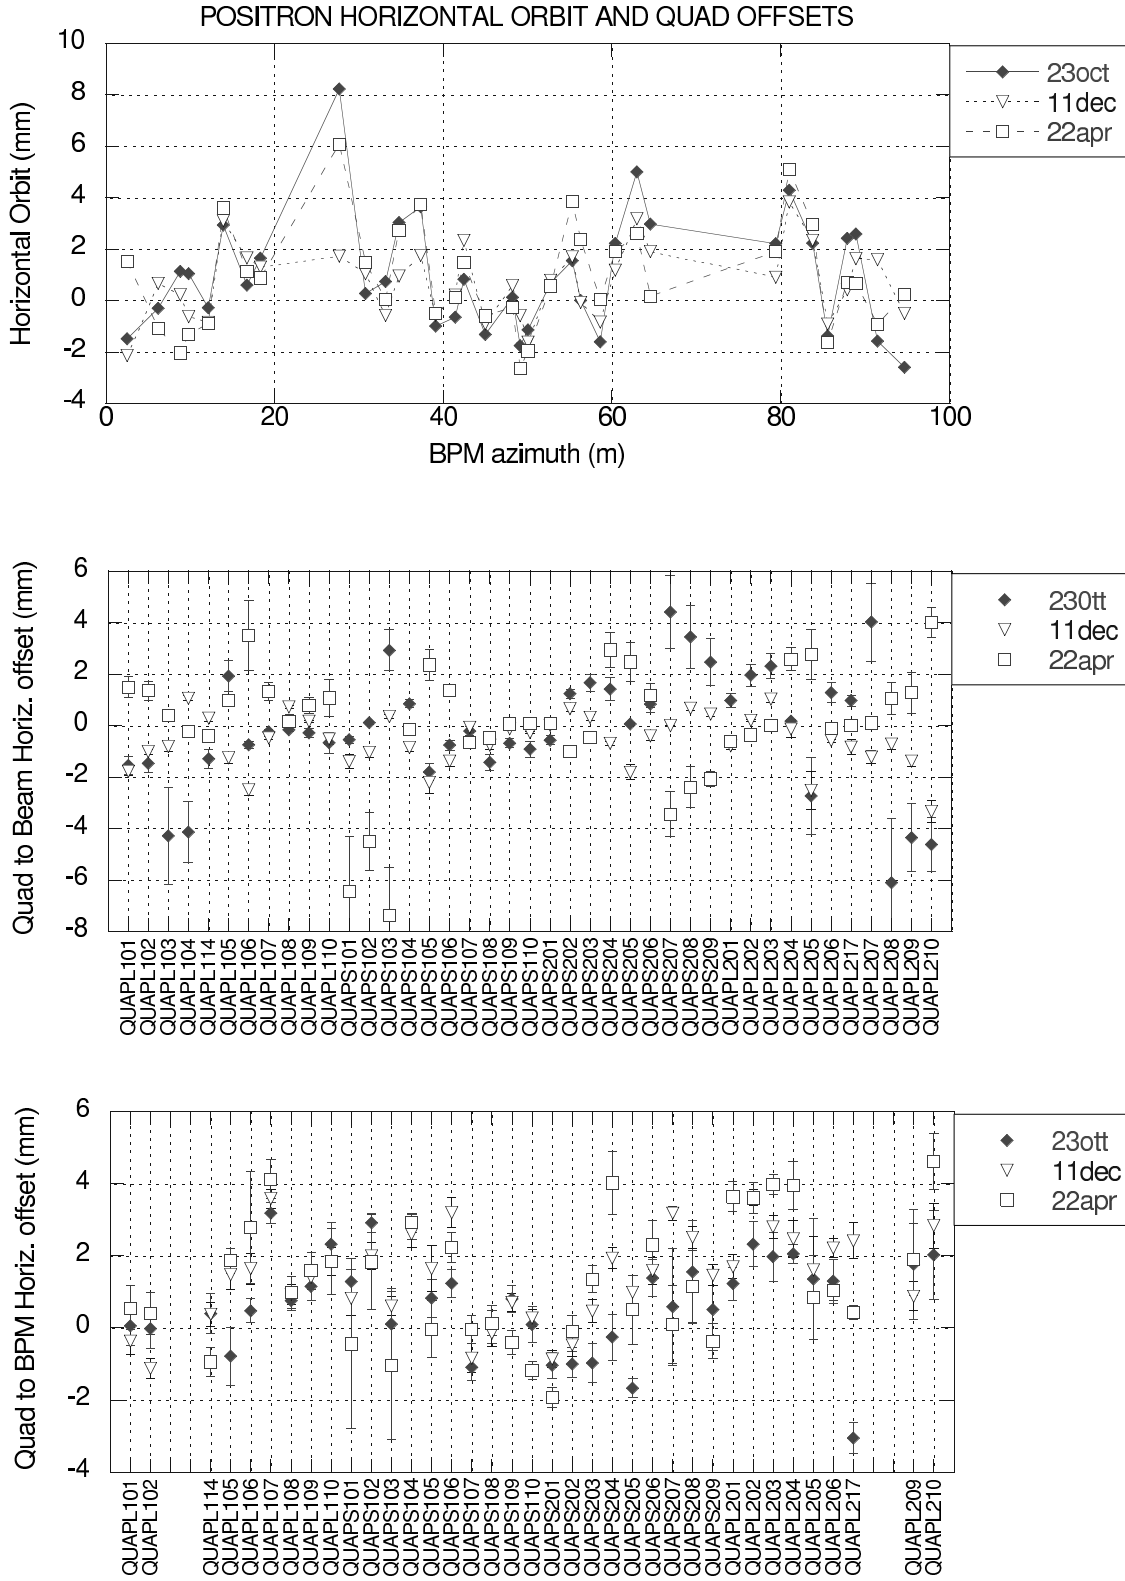 POSITRON HORIZONTAL ORBIT AND QUAD OFFSETS
Horizontal Orbit (mm)
10
8
6
4
2
0
-2
-4
0 20 40 60 80 100
BPM azimuth (m)
23oct
11dec
22apr
Quad to Beam Horiz. offset (mm)
6
4
2
0
-2
-4
-6
-8
QUAPL101
QUAPL102
QUAPL103
QUAPL104
QUAPL114
QUAPL105
QUAPL106
QUAPL107
QUAPL108
QUAPL109
QUAPL110
QUAPS101
QUAPS102
QUAPS103
QUAPS104
QUAPS105
QUAPS106
QUAPS107
QUAPS108
QUAPS109
QUAPS110
QUAPS201
QUAPS202
QUAPS203
QUAPS204
QUAPS205
QUAPS206
QUAPS207
QUAPS208
QUAPS209
QUAPL201
QUAPL202
QUAPL203
QUAPL204
QUAPL205
QUAPL206
QUAPL217
QUAPL207
QUAPL208
QUAPL209
QUAPL210
230tt
11dec
22apr
Quad to BPM Horiz. offset (mm)
6
4
2
0
-2
-4
QUAPL101
QUAPL102
QUAPL114
QUAPL105
QUAPL106
QUAPL107
QUAPL108
QUAPL109
QUAPL110
QUAPS101
QUAPS102
QUAPS103
QUAPS104
QUAPS105
QUAPS106
QUAPS107
QUAPS108
QUAPS109
QUAPS110
QUAPS201
QUAPS202
QUAPS203
QUAPS204
QUAPS205
QUAPS206
QUAPS207
QUAPS208
QUAPS209
QUAPL201
QUAPL202
QUAPL203
QUAPL204
QUAPL205
QUAPL206
QUAPL217
QUAPL209
QUAPL210
23ott
11dec
22apr